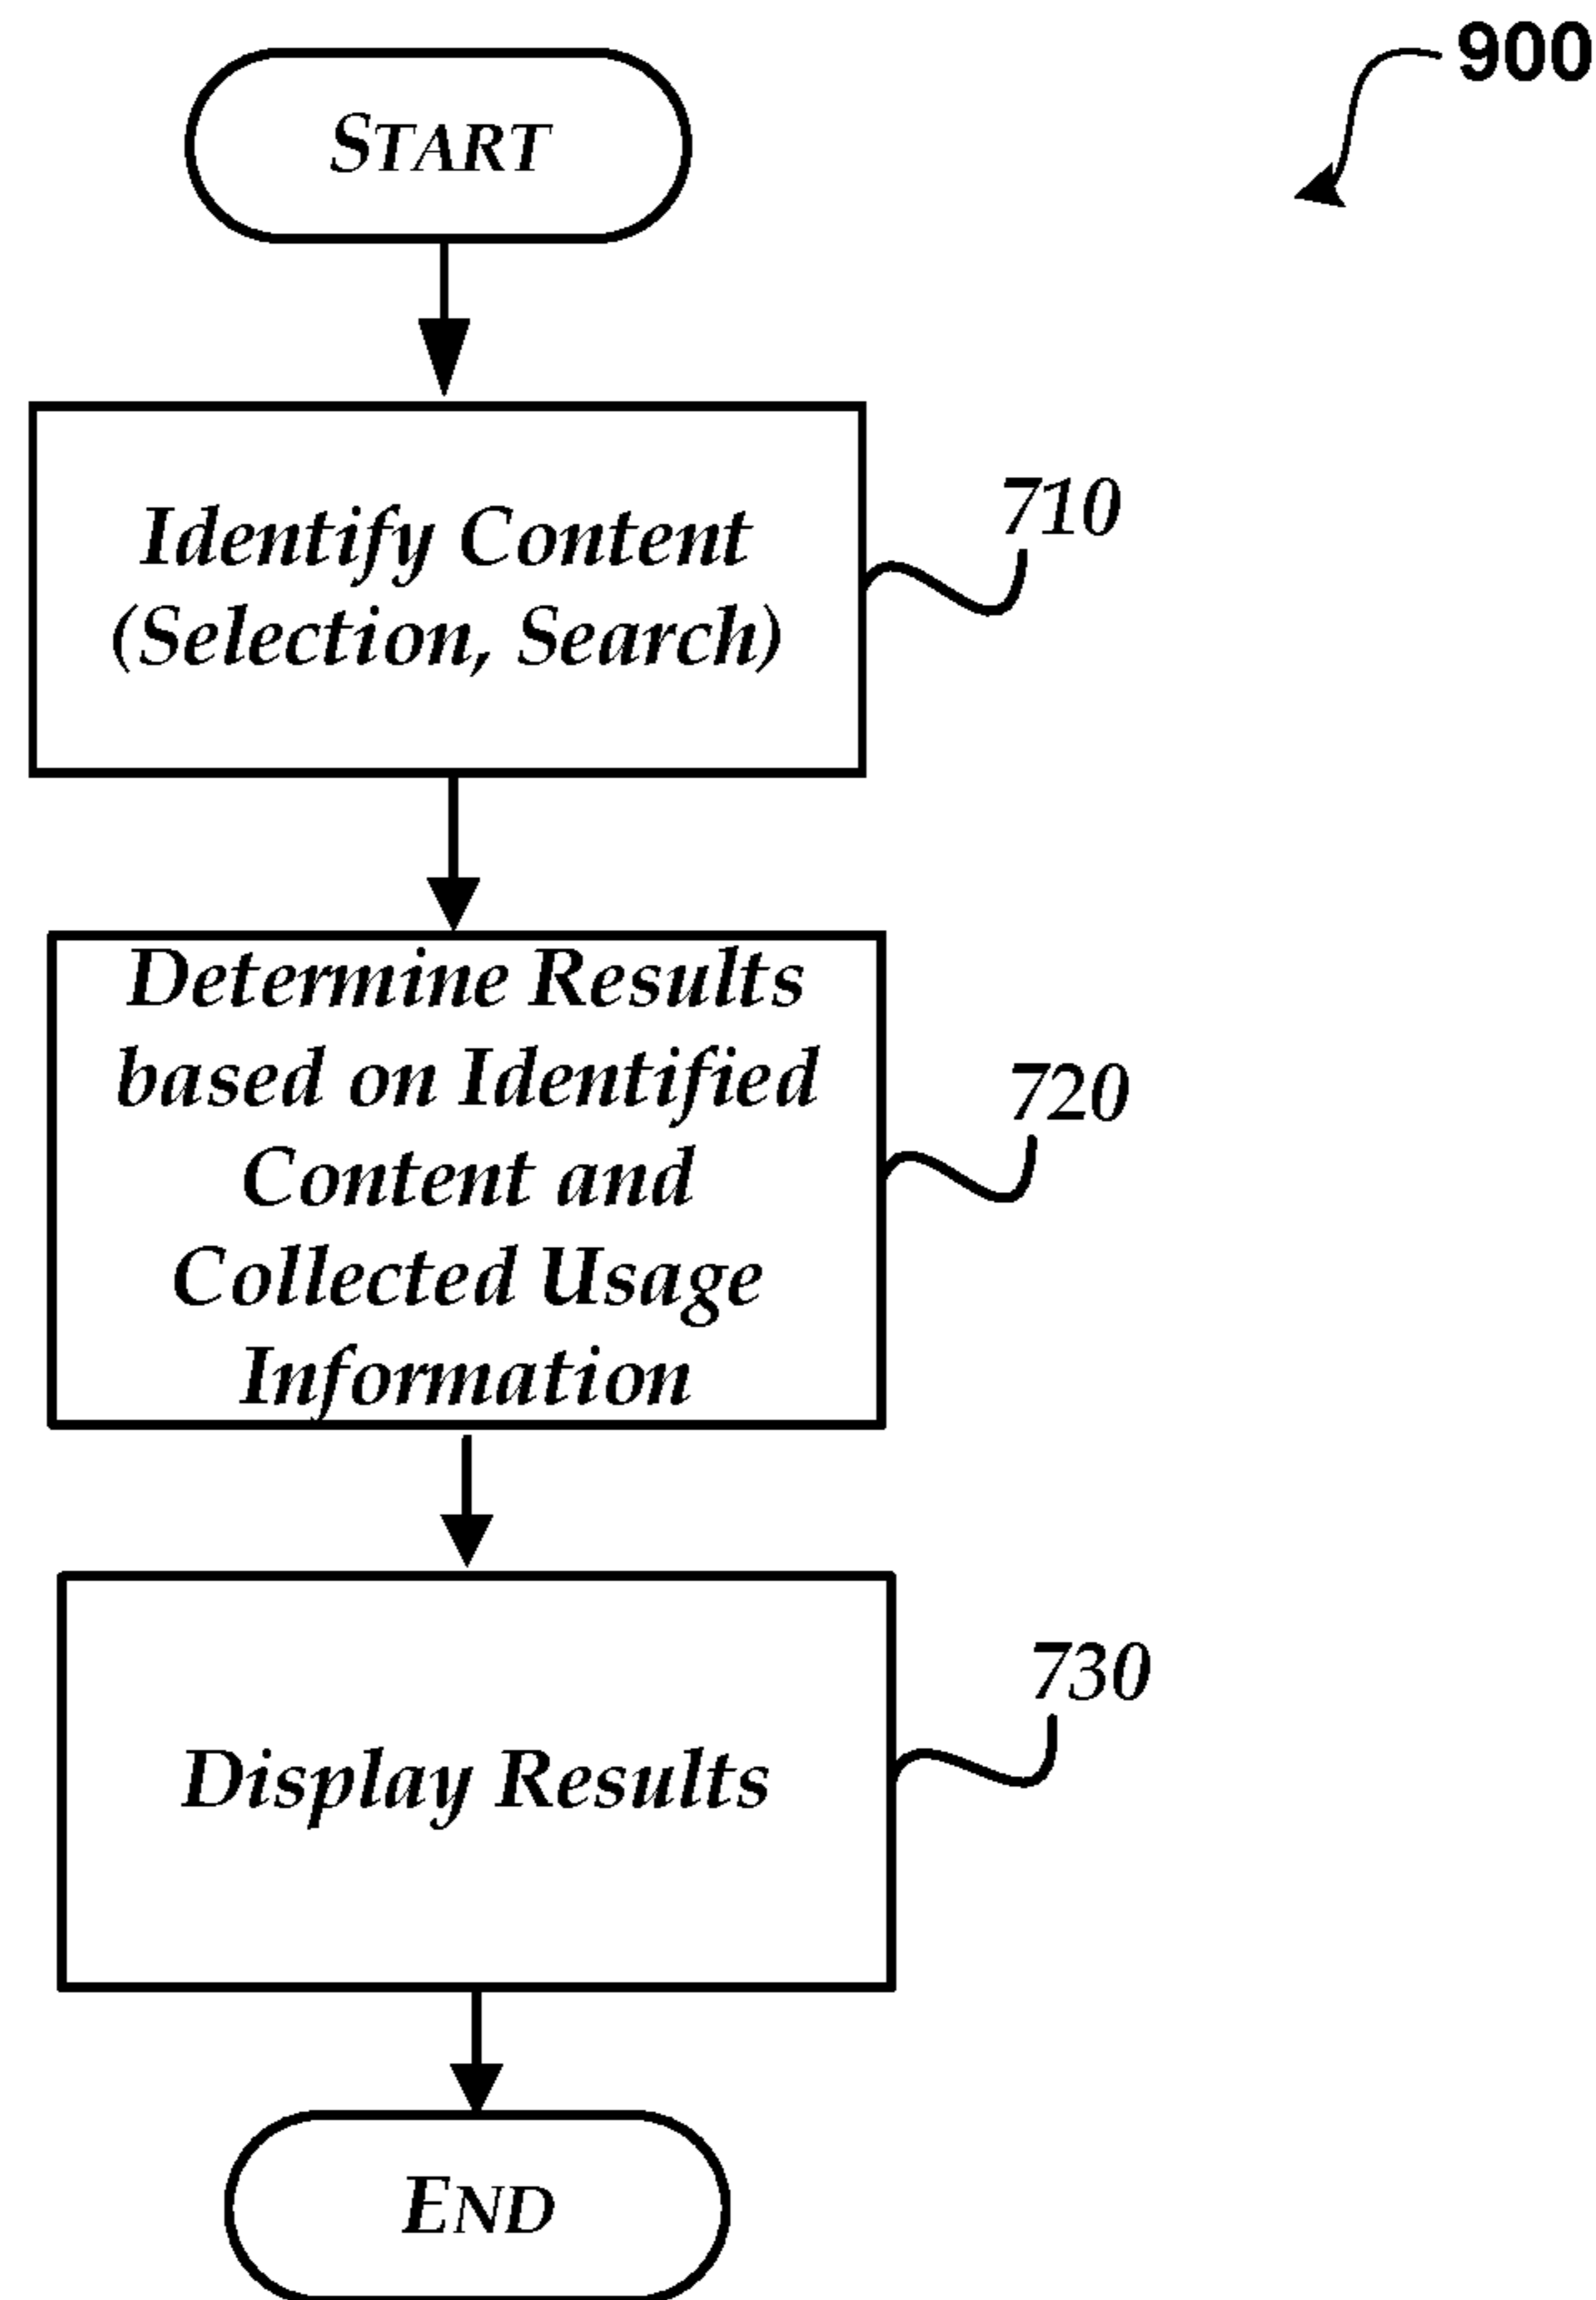 START
900
Identify Content
(Selection, Search)
710
Determine Results
based on Identified
Content and
Collected Usage
Information
720
Display Results
730
END